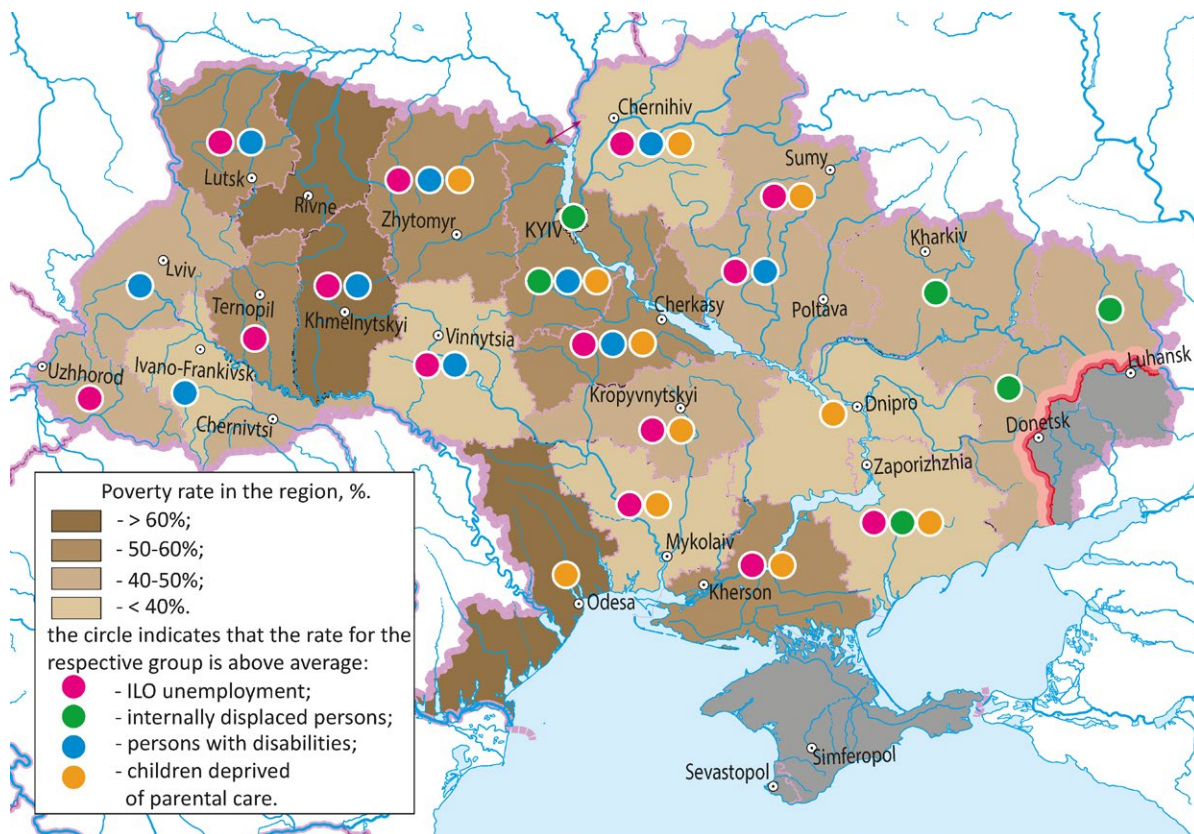 Chernihiv
Sumy
Lutsk
Rivne
Zhytomyr
KYIV
Kharkiv
Lviv
Ternopil
Khmelnytskyi
Cherkasy
Poltava
Vinnytsia
Uzhhorod
Ivano-Frankivsk
Luhansk
Kropyvnytskyi
Dnipro
Chernivtsi
Donetsk
Zaporizhzhia
Mykolaiv
Kherson
Odesa
Simferopol
Sevastopol
Poverty rate in the region, %.
- > 60%;
- 50-60%;
- 40-50%;
- < 40%.
the circle indicates that the rate for the
respective group is above average:
- ILO unemployment;
- internally displaced persons;
- persons with disabilities;
- children deprived
of parental care.